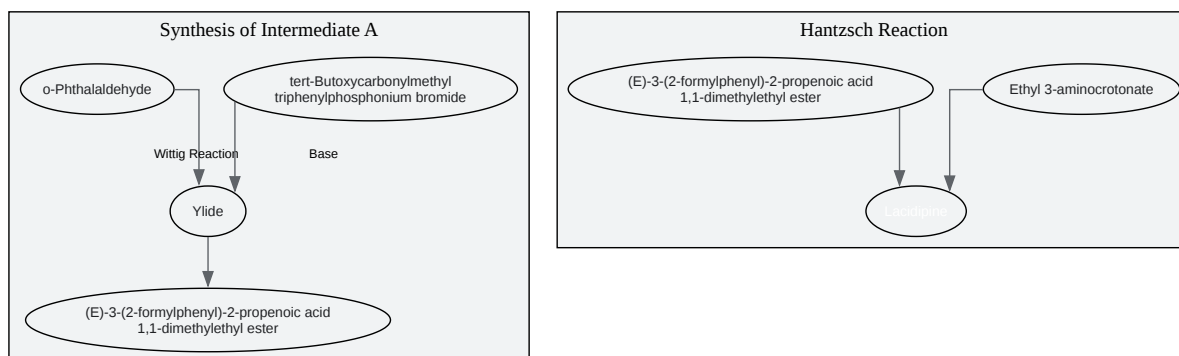 Synthesis of Intermediate A
o-Phthalaldehyde
tert-Butoxycarbonylmethyl
triphenylphosphonium bromide
Wittig Reaction
Base
Ylide
(E)-3-(2-formylphenyl)-2-propenoic acid
1,1-dimethylethyl ester
Hantzsch Reaction
(E)-3-(2-formylphenyl)-2-propenoic acid
1,1-dimethylethyl ester
Ethyl 3-aminocrotonate
Lacidipine